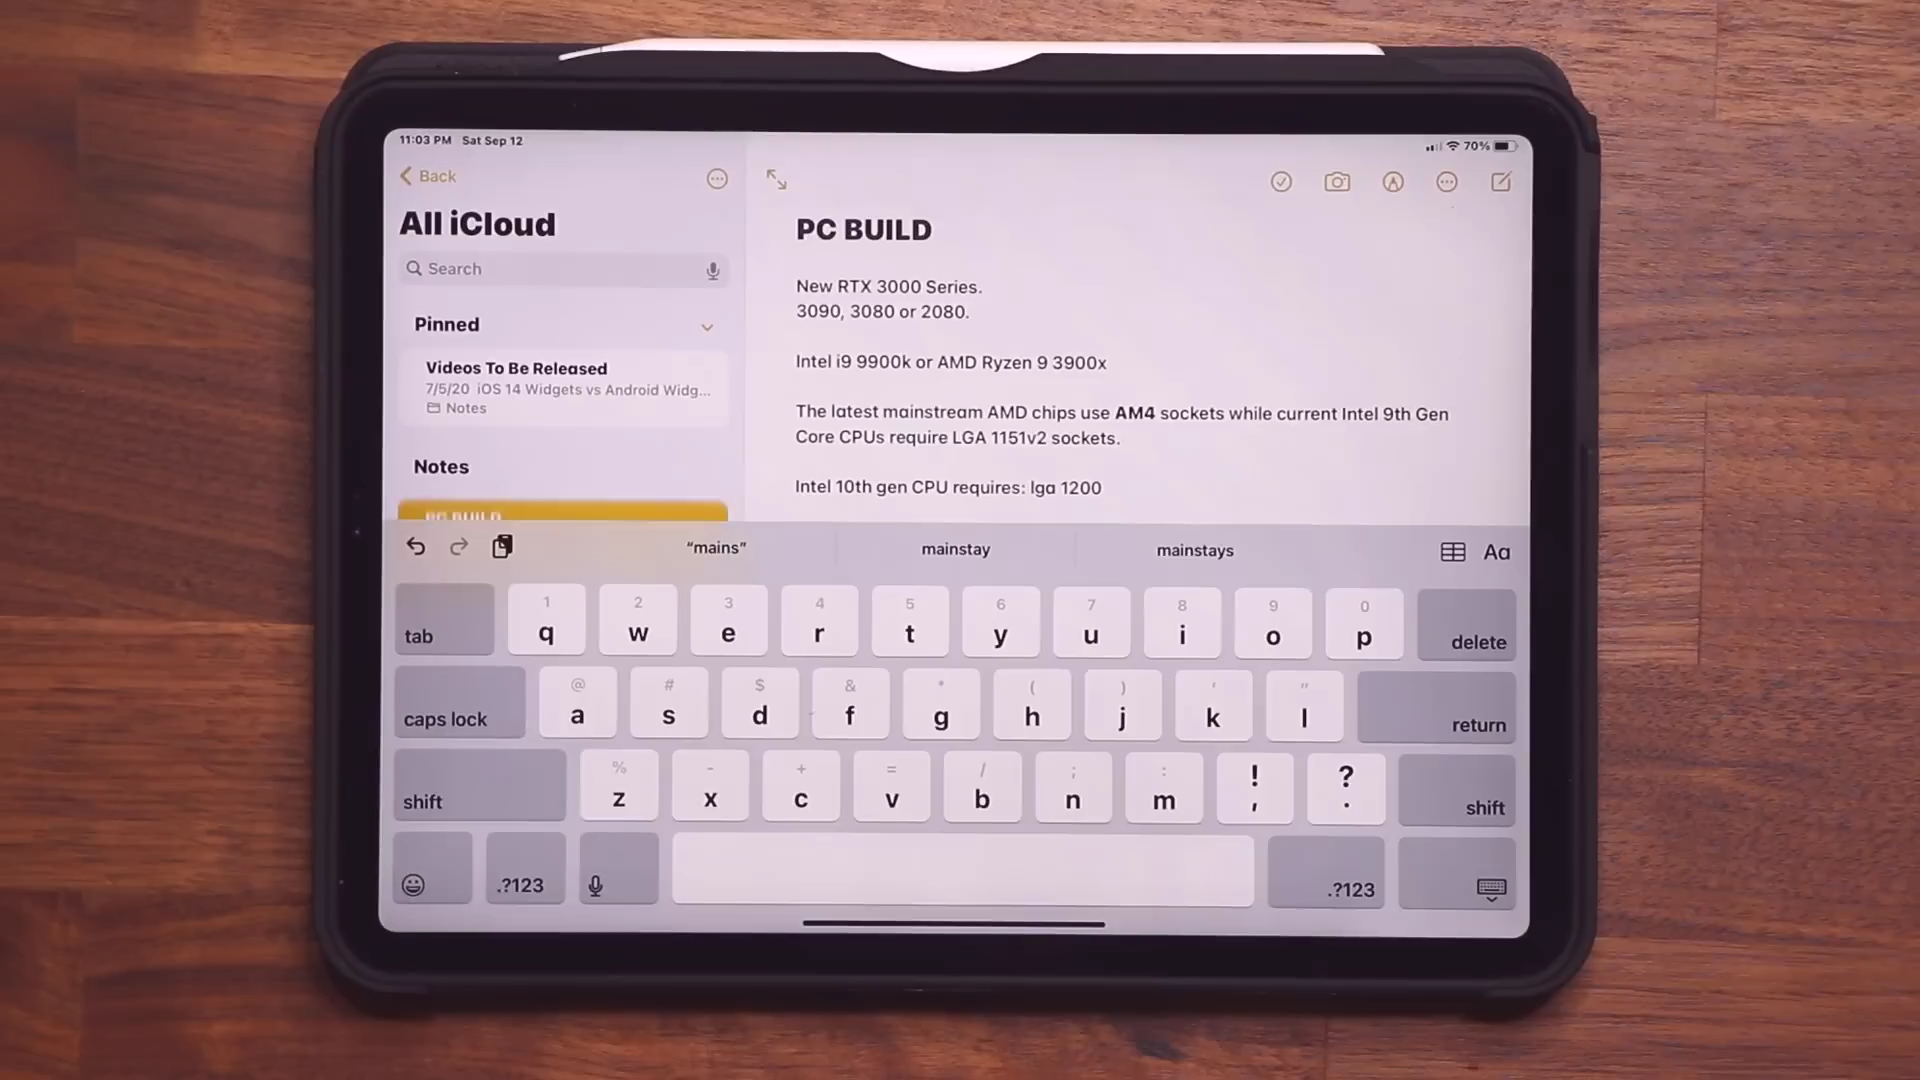 11:03 PM Sat Sep 12
70%
Back
All iCloud
Search
Pinned
Videos To Be Released
7/5/20 iOS 14 Widgets vs Android Widg...
Notes
Notes
PC BUILD
PC BUILD
New RTX 3000 Series.
3090, 3080 or 2080.
Intel i9 9900k or AMD Ryzen 9 3900x
The latest mainstream AMD chips use AM4 sockets while current Intel 9th Gen
Core CPUs require LGA 1151v2 sockets.
Intel 10th gen CPU requires: lga 1200
“mains” mainstay mainstays Aa
1 2 3 4 5 6 7 8 9 0
tab q w e r t y u i o p delete
@ # $ & * ( ) ' "
caps lock a s d f g h j k l return
% - + = / ; : ! ?
shift z x c v b n m , . shift
.?123 .?123